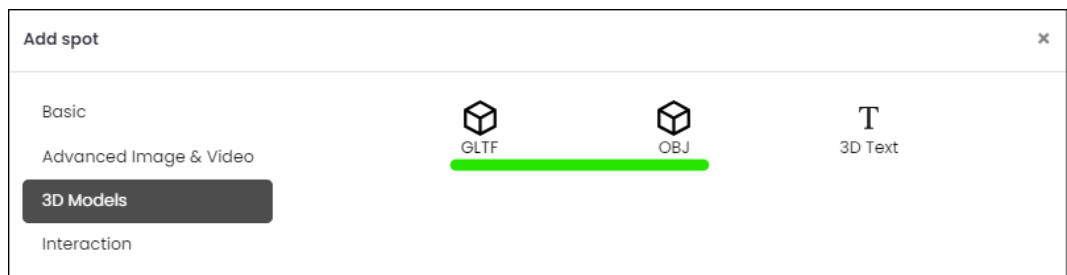 Add spot
×
Basic
Advanced Image & Video
3D Models
Interaction
GLTF
OBJ
T
3D Text